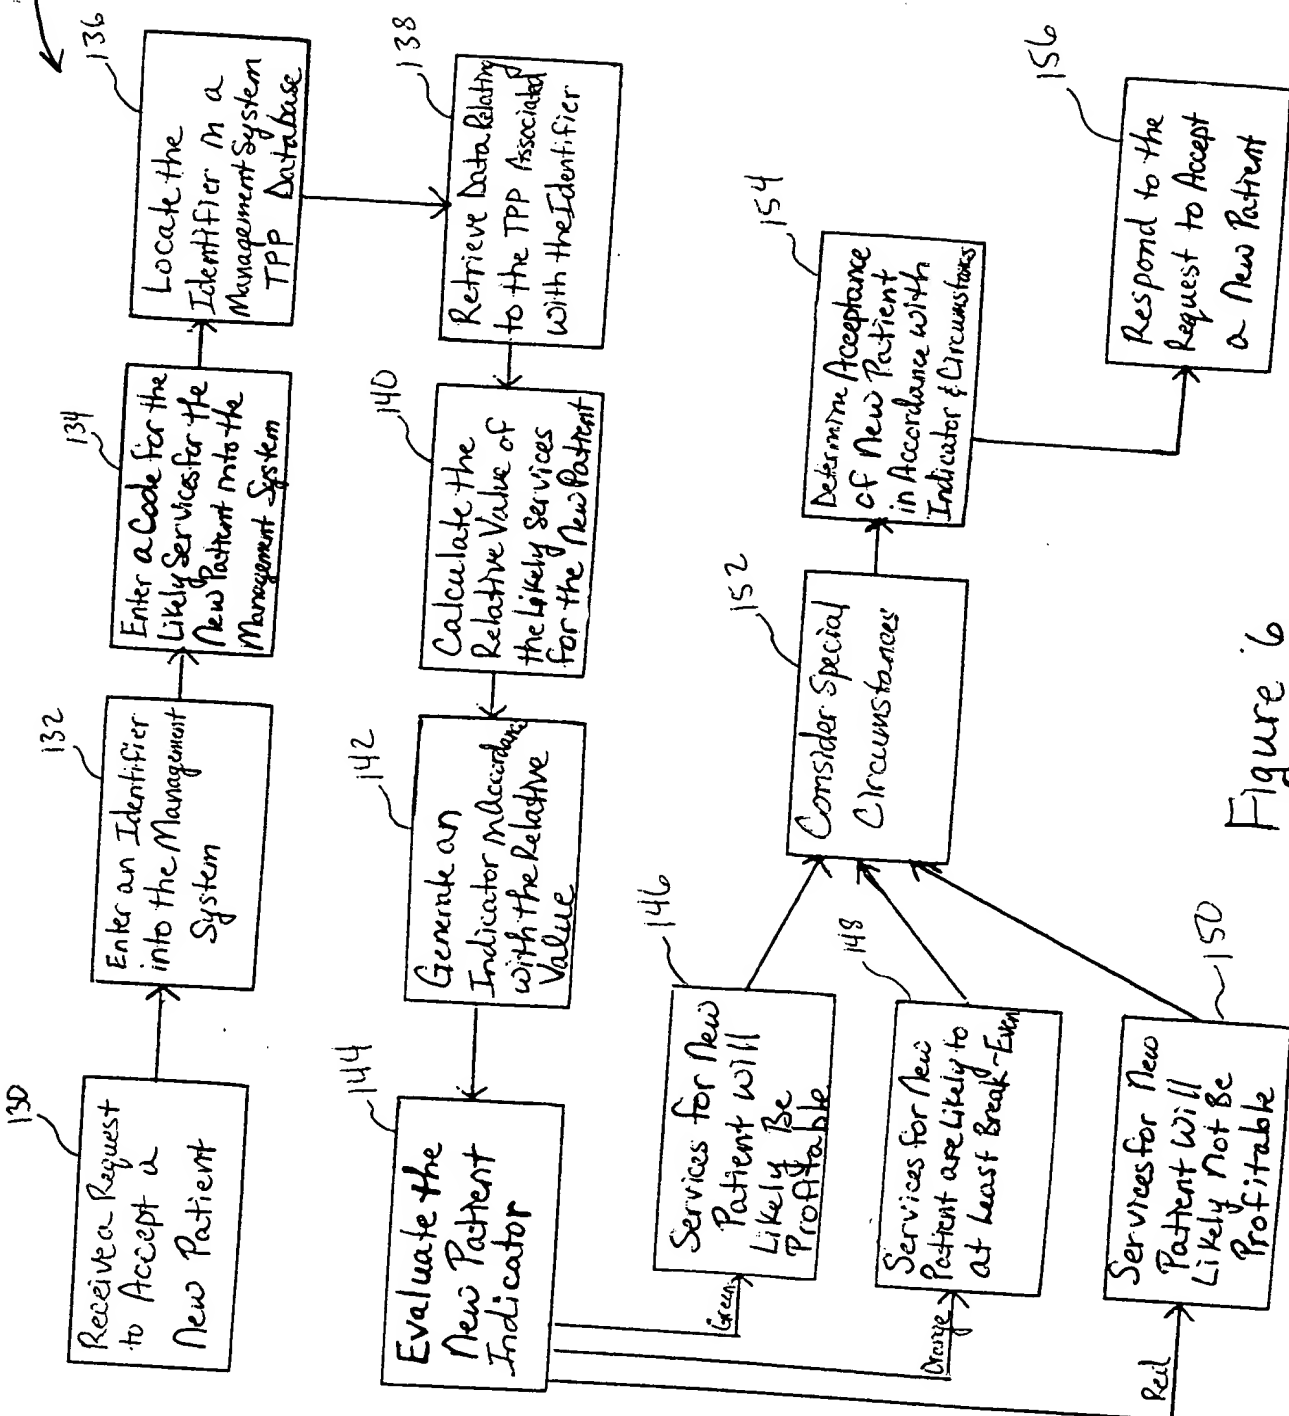 130
Receive a Request
to Accept a
New Patient
132
Enter an Identifier
into the Management
System
134
Enter a Code for the
Likely Services for the
New Patient into the
Management System
136
Locate the
Identifier in a
Management System
TPP Database
138
Retrieve Data Relating
to the TPP Associated
with the Identifier
140
Calculate the
Relative Value of
the Likely Services
for the New Patient
142
Generate an
Indicator in Accordance
with the Relative
Value
144
Evaluate the
New Patient
Indicator
Green
Orange
Red
146
Services for New
Patient Will
Likely Be
Profitable
148
Services for New
Patient are Likely to
at Least Break-Even
150
Services for New
Patient Will
Likely Not Be
Profitable
152
Consider Special
Circumstances
154
Determine Acceptance
of New Patient
in Accordance with
Indicator & Circumstances
156
Respond to the
Request to Accept
a New Patient
Figure 6